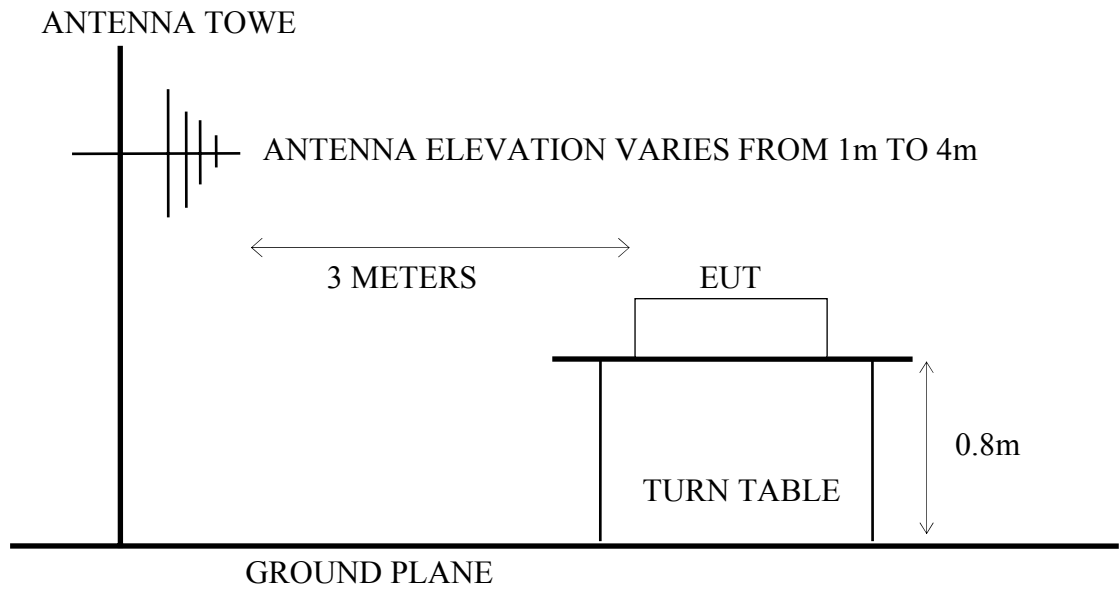 ANTENNA TOWE
ANTENNA ELEVATION VARIES FROM 1m TO 4m
3 METERS
EUT
0.8m
TURN TABLE
GROUND PLANE